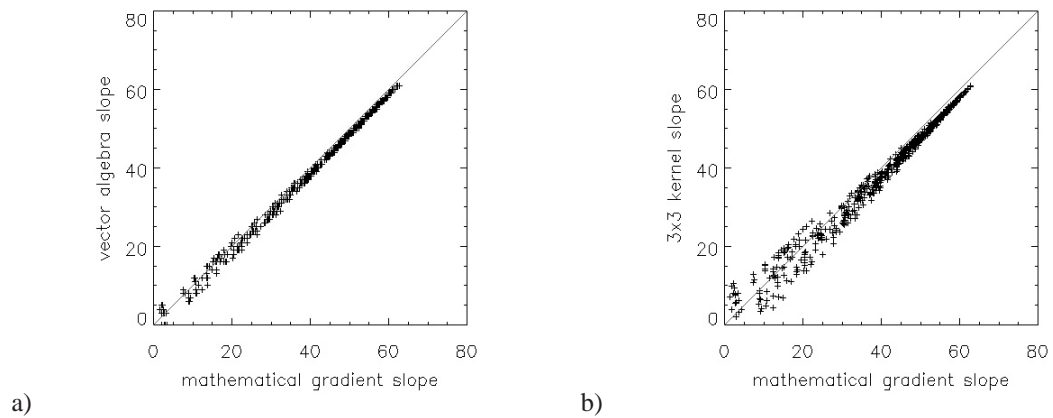 80
60
40
20
0
vector algebra slope
0 20 40 60 80
mathematical gradient slope
a)
80
60
40
20
0
3x3 kernel slope
0 20 40 60 80
mathematical gradient slope
b)